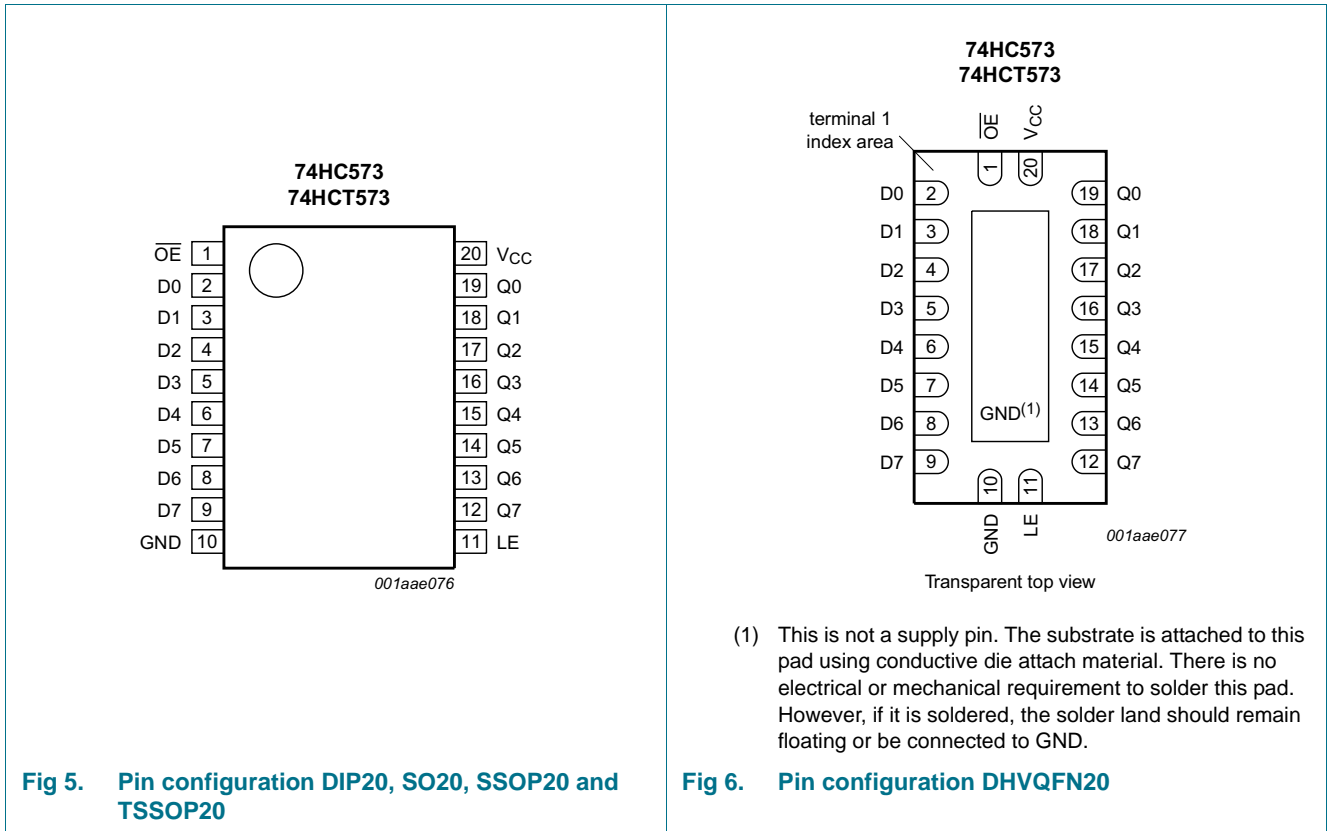 74HC573
74HCT573
OE 1
D0 2
D1 3
D2 4
D3 5
D4 6
D5 7
D6 8
D7 9
GND 10
20 VCC
19 Q0
18 Q1
17 Q2
16 Q3
15 Q4
14 Q5
13 Q6
12 Q7
11 LE
001aae076
Fig 5. Pin configuration DIP20, SO20, SSOP20 and
TSSOP20
74HC573
74HCT573
terminal 1
index area
OE
VCC
1
20
D0 2
D1 3
D2 4
D3 5
D4 6
D5 7
D6 8
D7 9
19 Q0
18 Q1
17 Q2
16 Q3
15 Q4
14 Q5
13 Q6
12 Q7
GND(1)
10
11
GND
LE
001aae077
Transparent top view
(1) This is not a supply pin. The substrate is attached to this
pad using conductive die attach material. There is no
electrical or mechanical requirement to solder this pad.
However, if it is soldered, the solder land should remain
floating or be connected to GND.
Fig 6. Pin configuration DHVQFN20